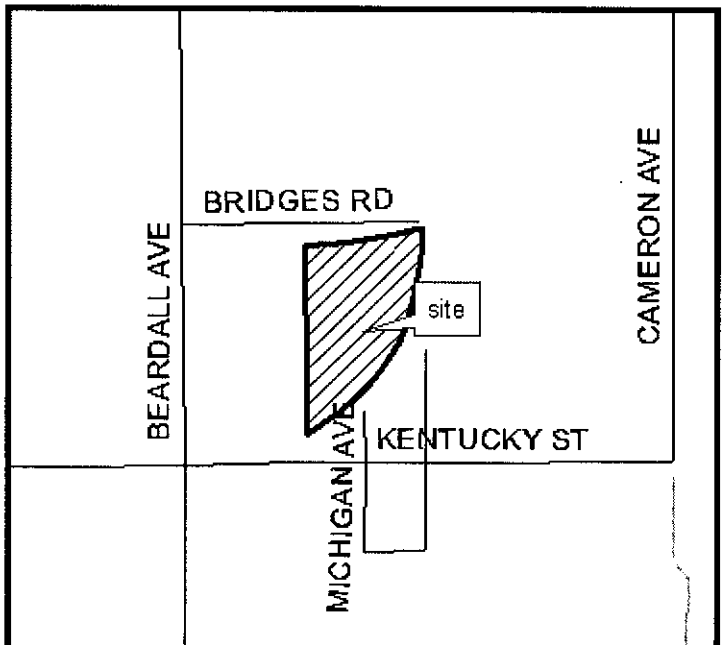 BRIDGES RD
CAMERON AVE
BEARDALL AVE
site
MICHIGAN AVE
KENTUCKY ST